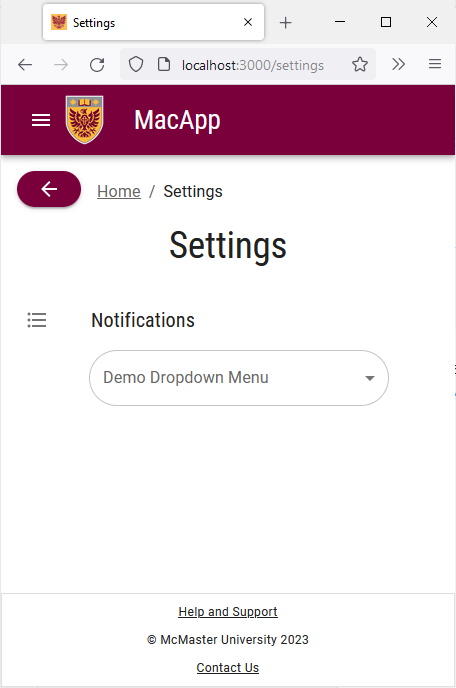 Settings
localhost:3000/settings
MacApp
Home / Settings
Settings
Notifications
Demo Dropdown Menu
Help and Support
© McMaster University 2023
Contact Us